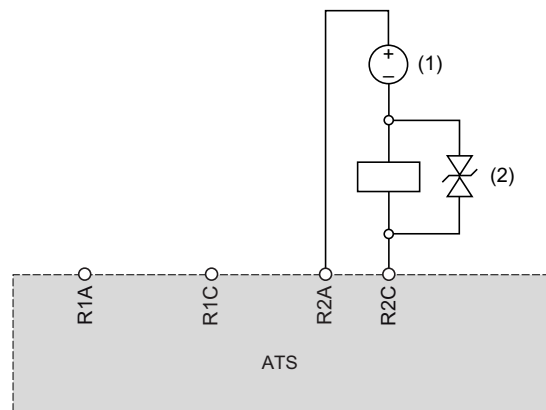 +
(1)
−
(2)
R1A
R1C
R2A
R2C
ATS